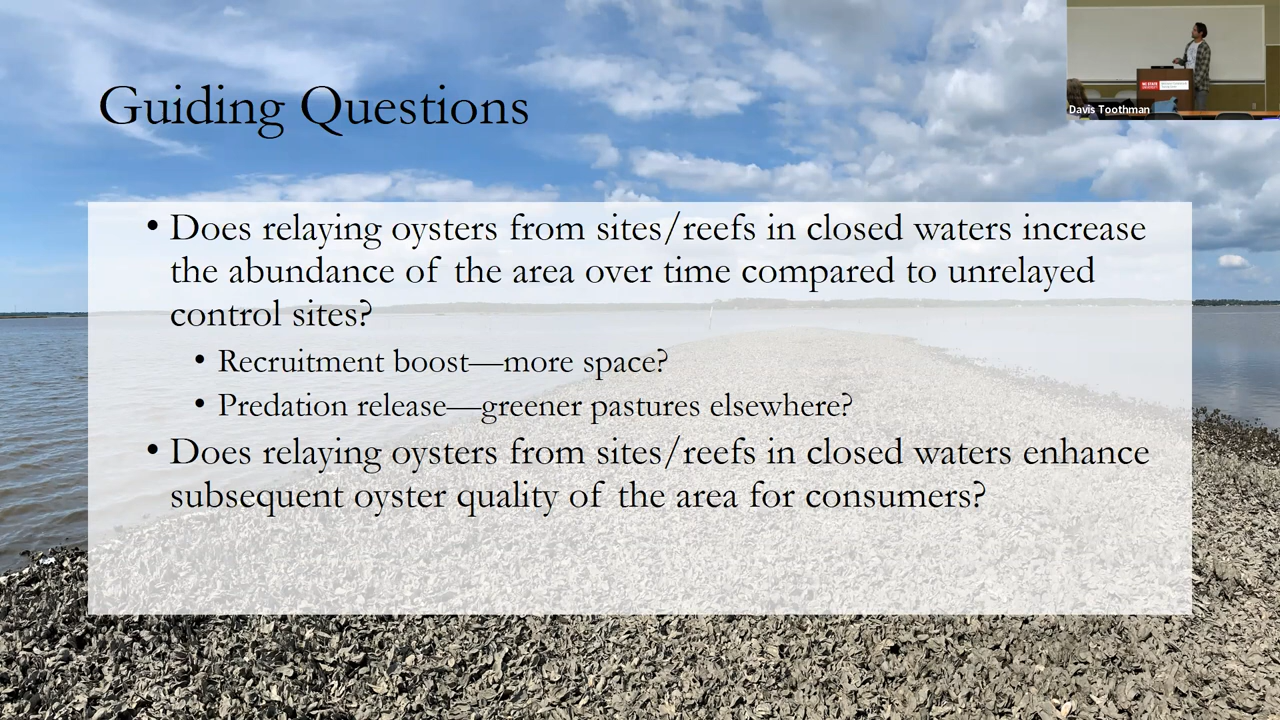 Guiding Questions
• Does relaying oysters from sites/reefs in closed waters increase
the abundance of the area over time compared to unrelayed
control sites?
• Recruitment boost—more space?
• Predation release—greener pastures elsewhere?
• Does relaying oysters from sites/reefs in closed waters enhance
subsequent oyster quality of the area for consumers?
Davis Toothman